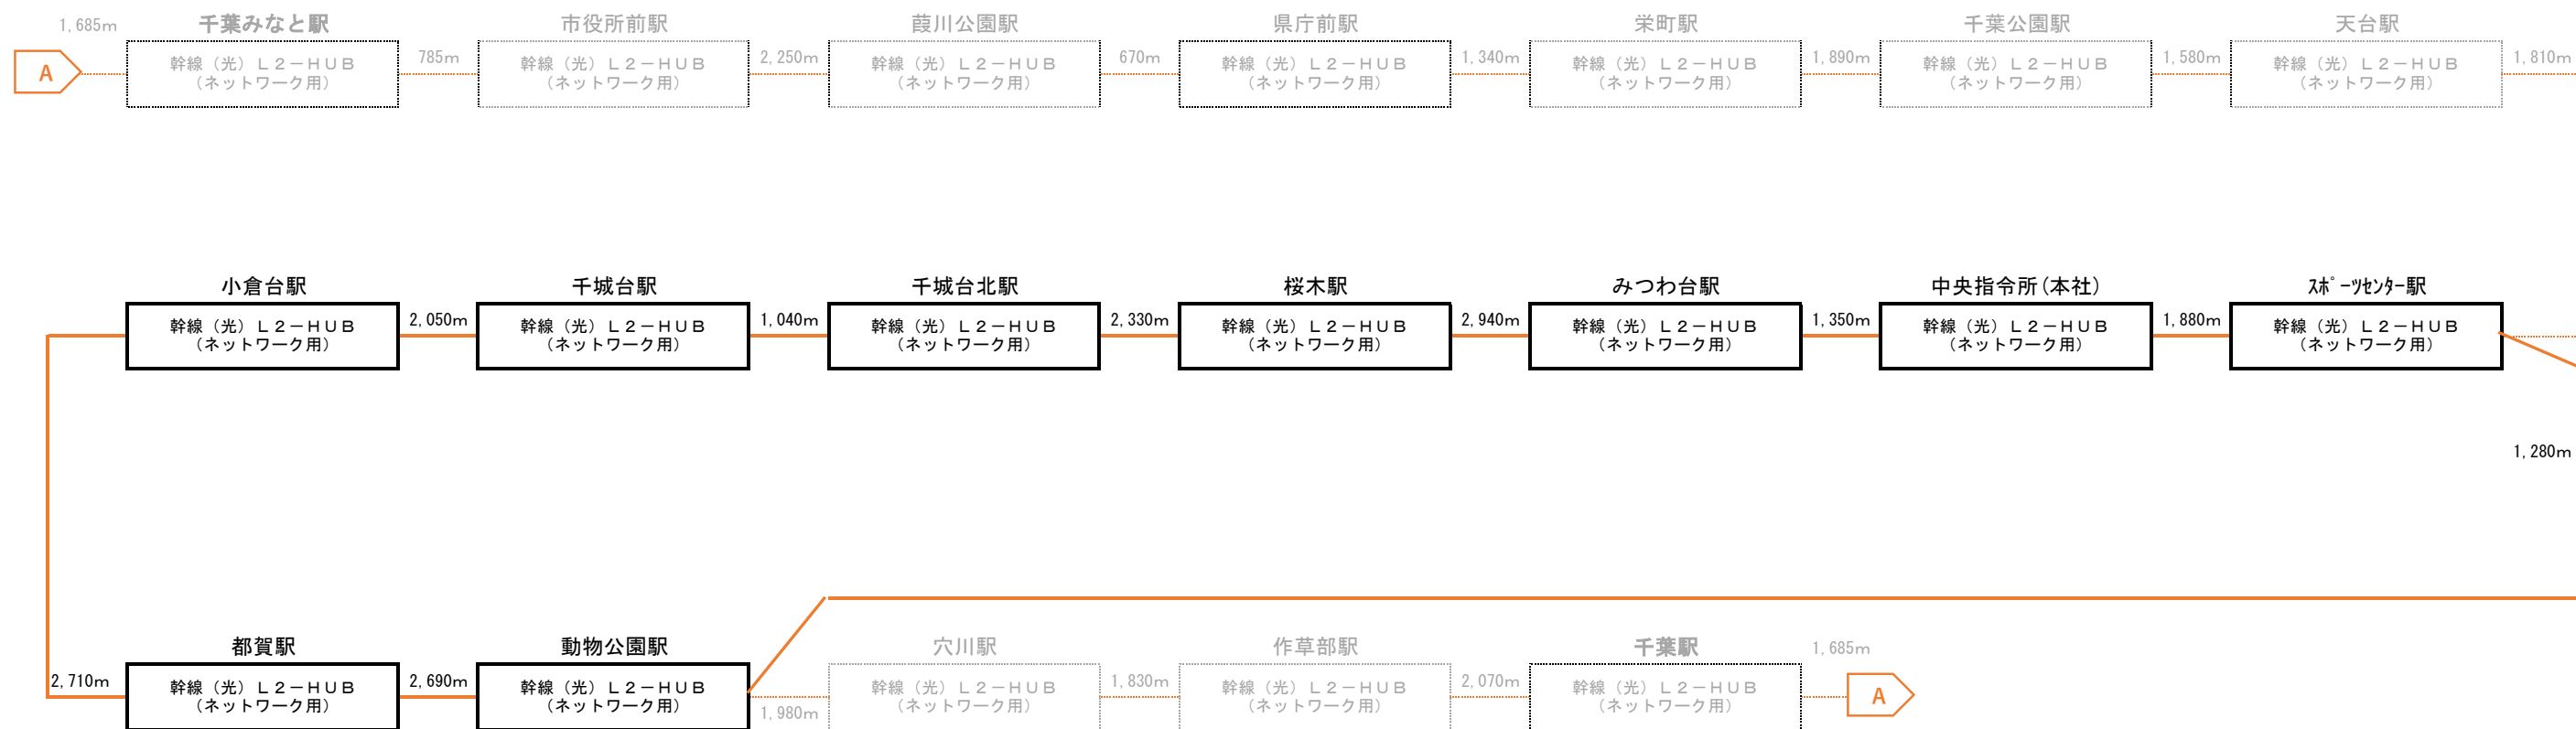 1,685m
千葉みなと駅
市役所前駅
葭川公園駅
県庁前駅
栄町駅
千葉公園駅
天台駅
A
幹線（光）Ｌ２－ＨＵＢ
（ネットワーク用）
785m
幹線（光）Ｌ２－ＨＵＢ
（ネットワーク用）
2,250m
幹線（光）Ｌ２－ＨＵＢ
（ネットワーク用）
670m
幹線（光）Ｌ２－ＨＵＢ
（ネットワーク用）
1,340m
幹線（光）Ｌ２－ＨＵＢ
（ネットワーク用）
1,890m
幹線（光）Ｌ２－ＨＵＢ
（ネットワーク用）
1,580m
幹線（光）Ｌ２－ＨＵＢ
（ネットワーク用）
1,810m
小倉台駅
千城台駅
千城台北駅
桜木駅
みつわ台駅
中央指令所(本社)
ｽﾎﾟｰﾂｾﾝﾀｰ駅
幹線（光）Ｌ２－ＨＵＢ
（ネットワーク用）
2,050m
幹線（光）Ｌ２－ＨＵＢ
（ネットワーク用）
1,040m
幹線（光）Ｌ２－ＨＵＢ
（ネットワーク用）
2,330m
幹線（光）Ｌ２－ＨＵＢ
（ネットワーク用）
2,940m
幹線（光）Ｌ２－ＨＵＢ
（ネットワーク用）
1,350m
幹線（光）Ｌ２－ＨＵＢ
（ネットワーク用）
1,880m
幹線（光）Ｌ２－ＨＵＢ
（ネットワーク用）
1,280m
都賀駅
動物公園駅
穴川駅
作草部駅
千葉駅
1,685m
2,710m
幹線（光）Ｌ２－ＨＵＢ
（ネットワーク用）
2,690m
幹線（光）Ｌ２－ＨＵＢ
（ネットワーク用）
1,980m
幹線（光）Ｌ２－ＨＵＢ
（ネットワーク用）
1,830m
幹線（光）Ｌ２－ＨＵＢ
（ネットワーク用）
2,070m
幹線（光）Ｌ２－ＨＵＢ
（ネットワーク用）
A